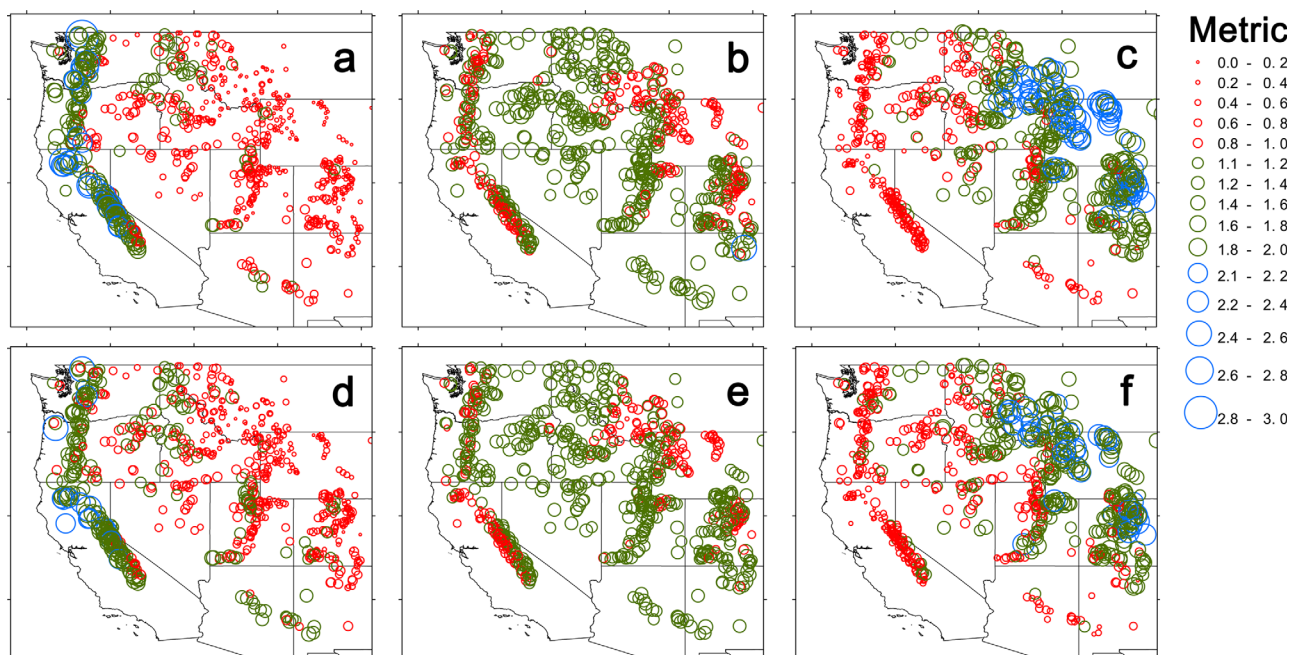 a
b
c
Metric
0.0 - 0.2
0.2 - 0.4
0.4 - 0.6
0.6 - 0.8
0.8 - 1.0
1.1 - 1.2
1.2 - 1.4
1.4 - 1.6
1.6 - 1.8
1.8 - 2.0
2.1 - 2.2
2.2 - 2.4
2.4 - 2.6
2.6 - 2.8
2.8 - 3.0
d
e
f